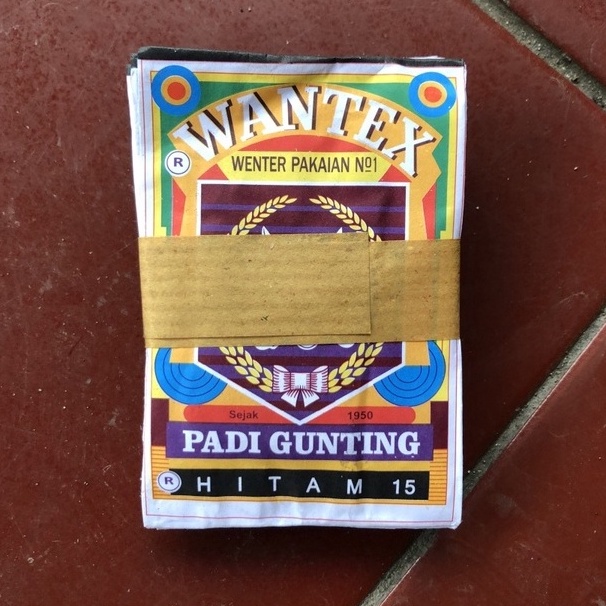 WANTEX
®
WENTER PAKAIAN No1
Sejak 1950
PADI GUNTING
® HITAM 15